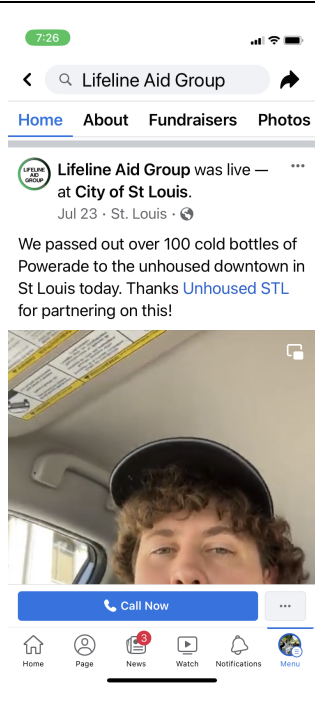 7:26
Lifeline Aid Group
Home About Fundraisers Photos
LIFELINE
AID
GROUP
Lifeline Aid Group was live —
at City of St Louis.
Jul 23 · St. Louis ·
We passed out over 100 cold bottles of
Powerade to the unhoused downtown in
St Louis today. Thanks Unhoused STL
for partnering on this!
Call Now
3
Home Page News Watch Notifications Menu